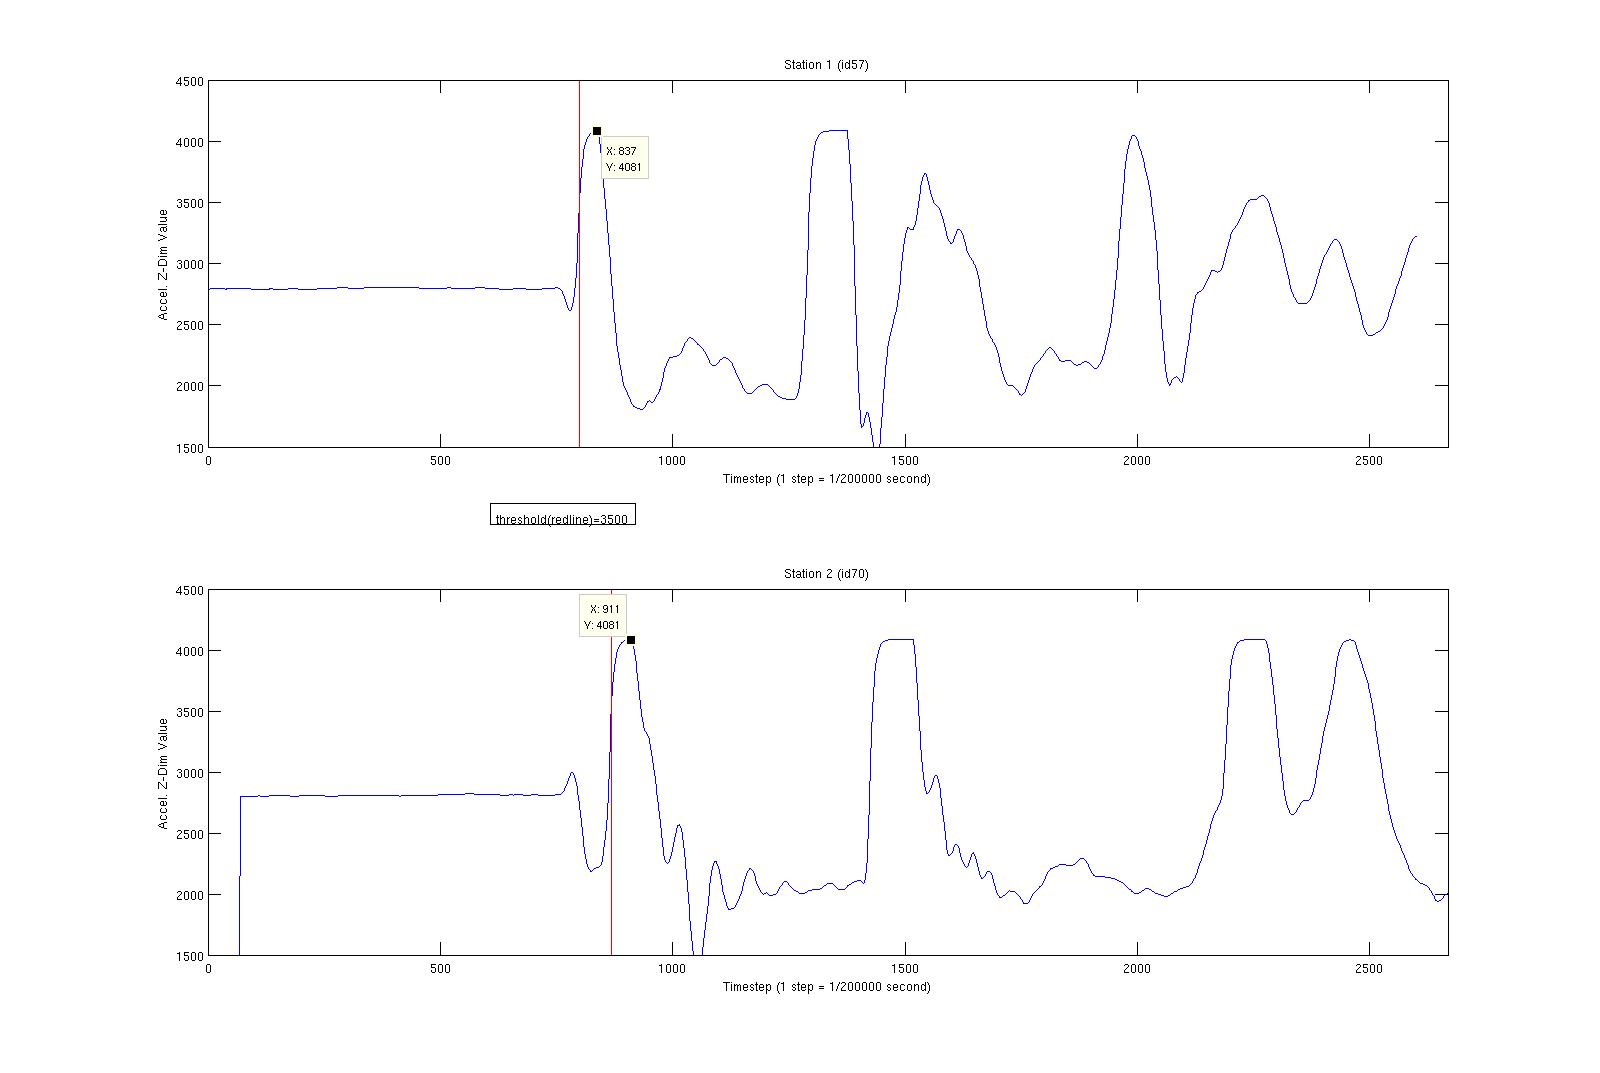 Station 1 (id57)
4500
4000
3500
3000
2500
2000
1500
Accel. Z-Dim Value
X: 837
Y: 4081
0 500 1000 1500 2000 2500
Timestep (1 step = 1/200000 second)
threshold(redline)=3500
Station 2 (id70)
4500
4000
3500
3000
2500
2000
1500
Accel. Z-Dim Value
X: 911
Y: 4081
0 500 1000 1500 2000 2500
Timestep (1 step = 1/200000 second)